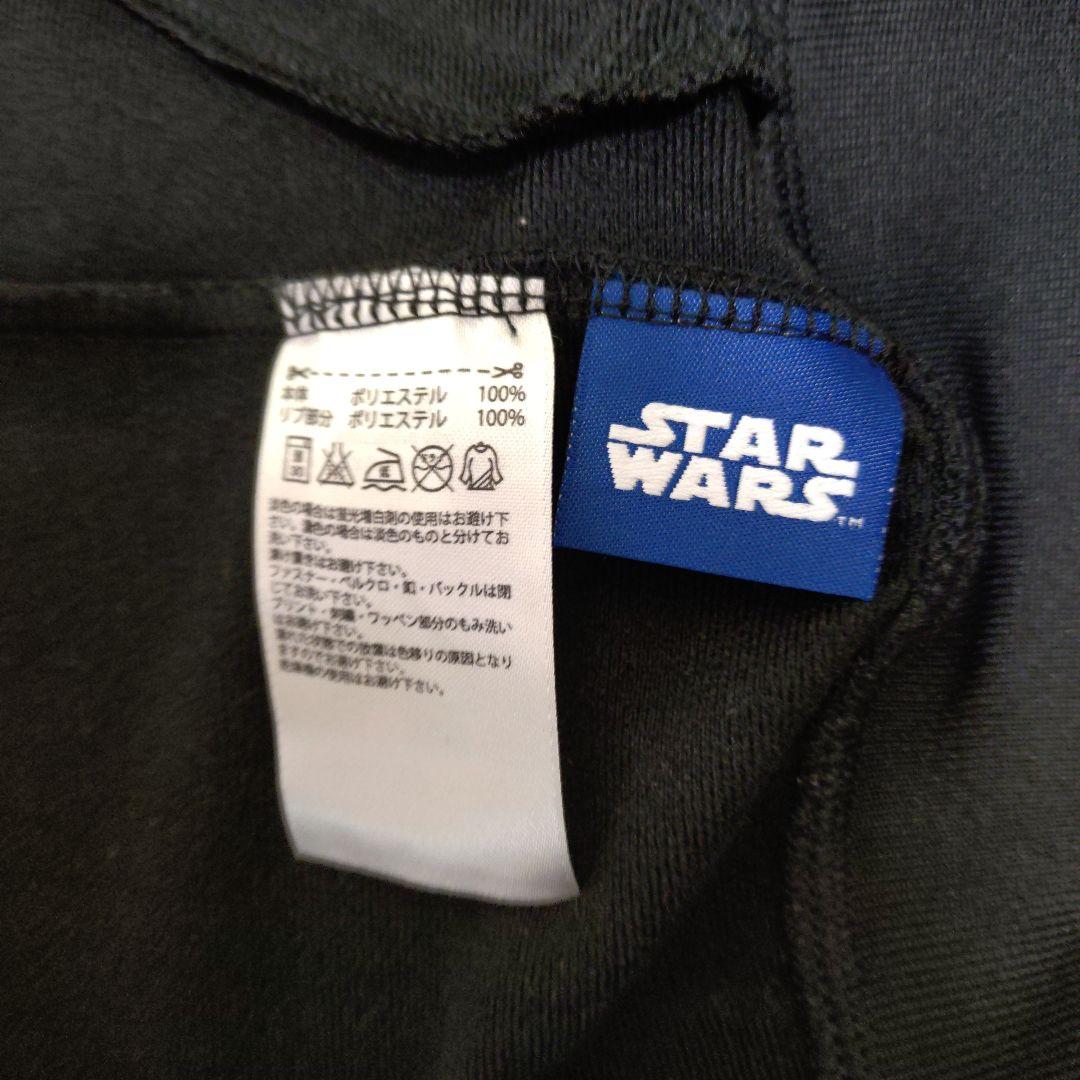 本体 ポリエステル 100%
リブ部分 ポリエステル 100%
淡色の場合は蛍光増白剤の使用はお避け下
さい。濃色の場合は淡色のものと分けてお
洗い下さい。
漬け置きはお避け下さい。
ファスナー・ベルクロ・釦・バックルは閉
じてお洗い下さい。
プリント・刺繍・ワッペン部分のもみ洗い
はお避け下さい。
濡れた状態での放置は色移りの原因となり
ますのでお避け下さい。
乾燥機の使用はお避け下さい。
STAR
WARS
TM